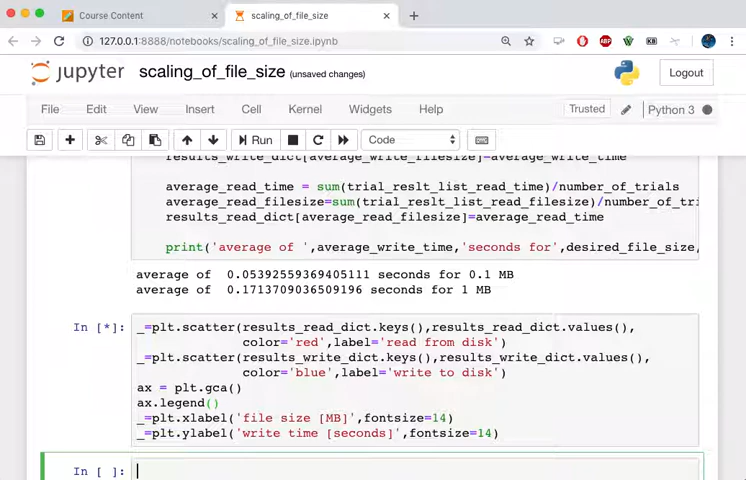 Course Content
scaling_of_file_size
127.0.0.1:8888/notebooks/scaling_of_file_size.ipynb
ABP
KB
jupyter scaling_of_file_size (unsaved changes)
Logout
File Edit View Insert Cell Kernel Widgets Help
Trusted
Python 3
Run
Code
results_write_dict[average_write_filesize]=average_write_time
average_read_time = sum(trial_reslt_list_read_time)/number_of_trials
average_read_filesize=sum(trial_reslt_list_read_filesize)/number_of_tri
results_read_dict[average_read_filesize]=average_read_time
print('average of ',average_write_time,'seconds for',desired_file_size,
average of  0.05392559369405111 seconds for 0.1 MB
average of  0.1713709036509196 seconds for 1 MB
In [*]:
_=plt.scatter(results_read_dict.keys(),results_read_dict.values(),
color='red',label='read from disk')
_=plt.scatter(results_write_dict.keys(),results_write_dict.values(),
color='blue',label='write to disk')
ax = plt.gca()
ax.legend()
_=plt.xlabel('file size [MB]',fontsize=14)
_=plt.ylabel('write time [seconds]',fontsize=14)
In [ ]: